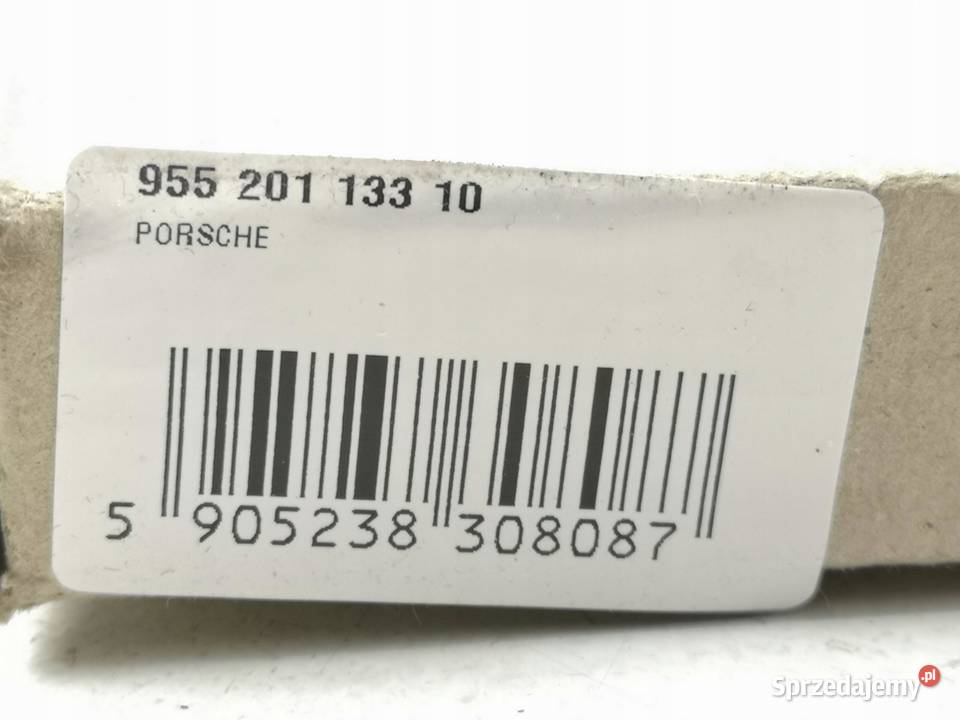 955 201 133 10
PORSCHE
5 905238 308087
Sprzedajemy.pl